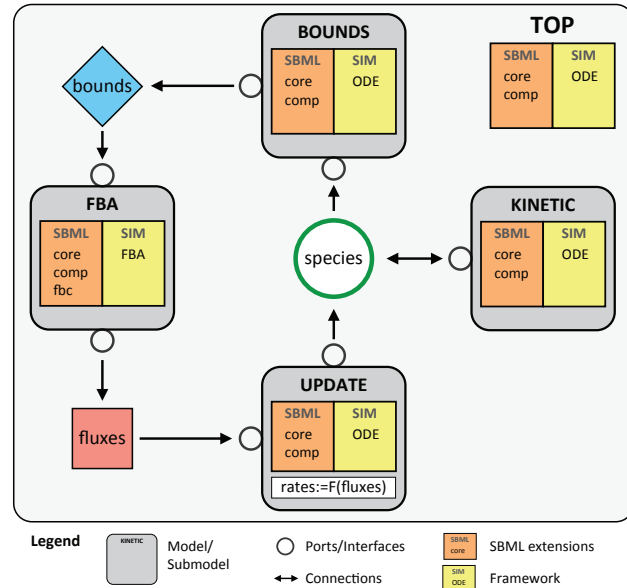 BOUNDS
SBML SIM
core ODE
comp
TOP
SBML SIM
core ODE
comp
bounds
FBA
SBML SIM
core FBA
comp
fbc
species
KINETIC
SBML SIM
core ODE
comp
fluxes
UPDATE
SBML SIM
core ODE
comp
rates:=F(fluxes)
Legend
KINETIC
Model/
Submodel
Ports/Interfaces
Connections
SBML
core
SBML extensions
SIM
ODE
Framework